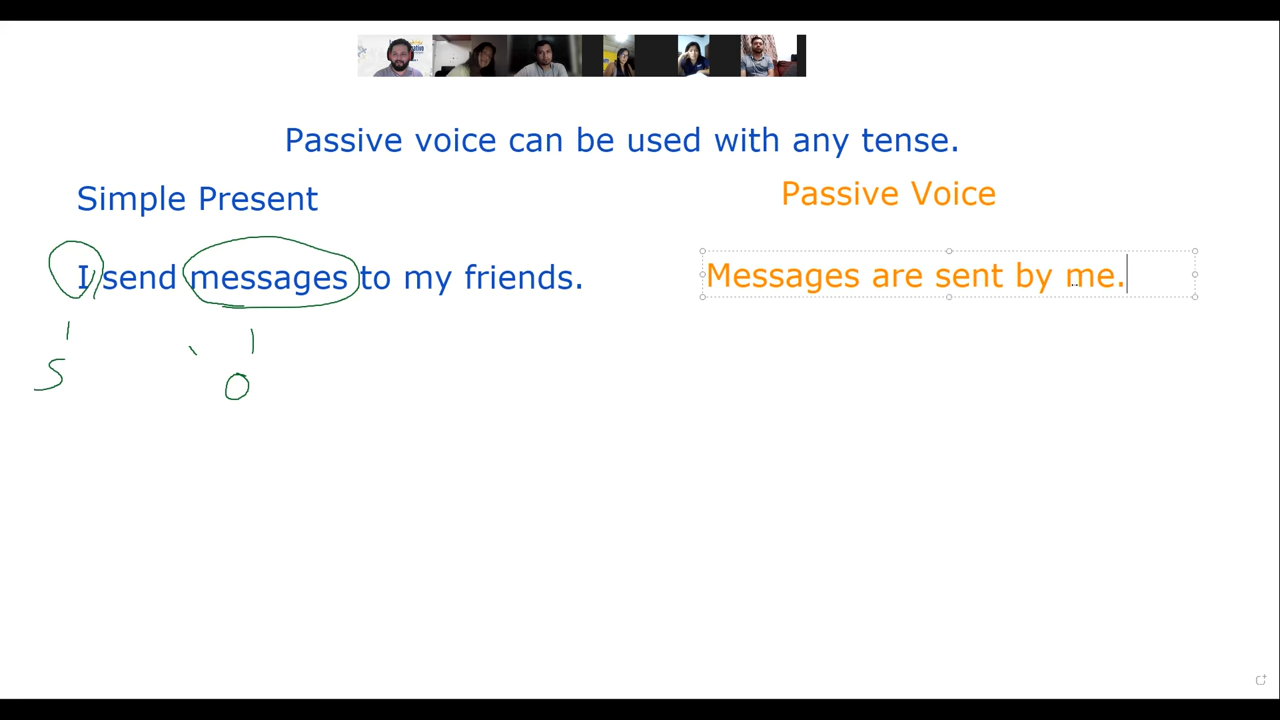 Passive voice can be used with any tense.
Simple Present
Passive Voice
I send messages to my friends.
Messages are sent by me.
S
O